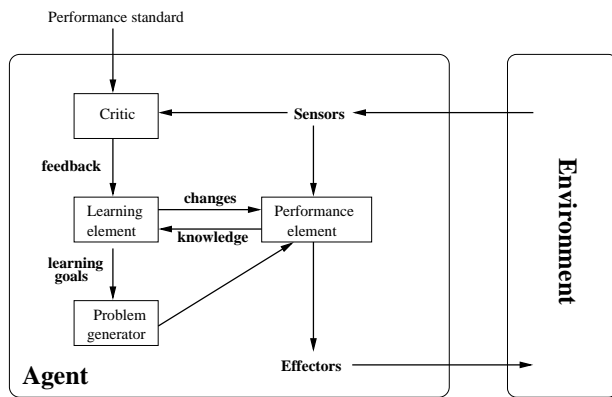 Performance standard
Critic
Sensors
feedback
changes
Learning
element
Performance
element
knowledge
learning
goals
Problem
generator
Effectors
Agent
Environment